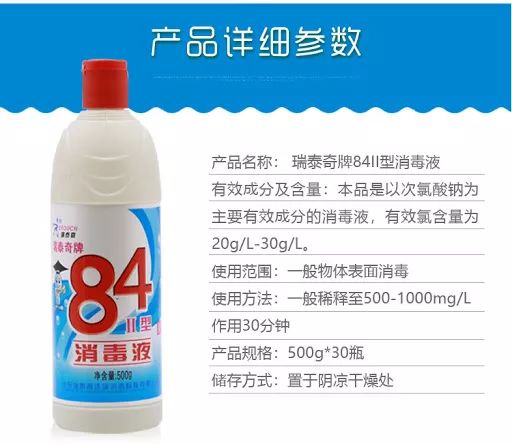 产品详细参数
产品名称： 瑞泰奇牌84II型消毒液
有效成分及含量：本品是以次氯酸钠为
主要有效成分的消毒液，有效氯含量为
20g/L-30g/L。
使用范围：一般物体表面消毒
使用方法：一般稀释至500-1000mg/L
作用30分钟
产品规格：500g*30瓶
储存方式：置于阴凉干燥处
瑞泰奇牌
84
II型
消毒液
净含量:500g